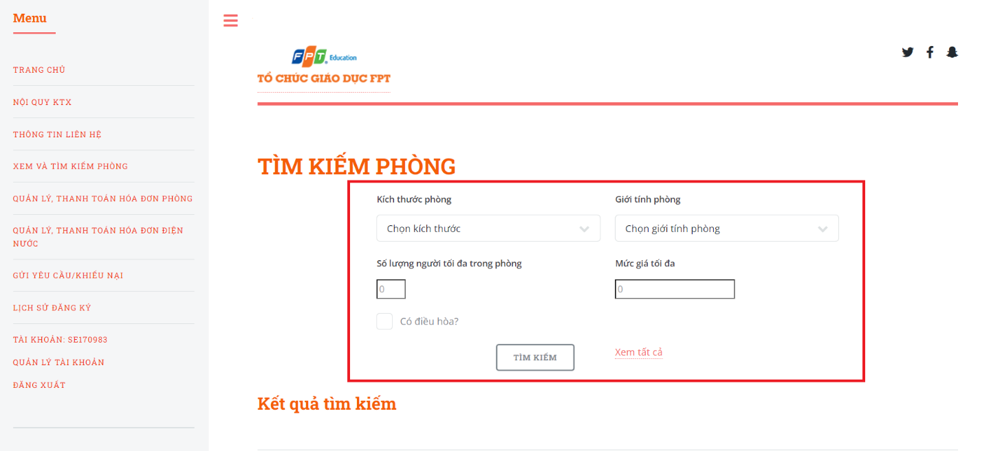 Menu
TRANG CHỦ
NỘI QUY KTX
THÔNG TIN LIÊN HỆ
XEM VÀ TÌM KIẾM PHÒNG
QUẢN LÝ, THANH TOÁN HÓA ĐƠN PHÒNG
QUẢN LÝ, THANH TOÁN HÓA ĐƠN ĐIỆN
NƯỚC
GỬI YÊU CẦU/KHIẾU NẠI
LỊCH SỬ ĐĂNG KÝ
TÀI KHOẢN: SE170983
QUẢN LÝ TÀI KHOẢN
ĐĂNG XUẤT
FPT Education
TỔ CHỨC GIÁO DỤC FPT
TÌM KIẾM PHÒNG
Kích thước phòng
Giới tính phòng
Chọn kích thước
Chọn giới tính phòng
Số lượng người tối đa trong phòng
Mức giá tối đa
0
0
Có điều hòa?
TÌM KIẾM
Xem tất cả
Kết quả tìm kiếm